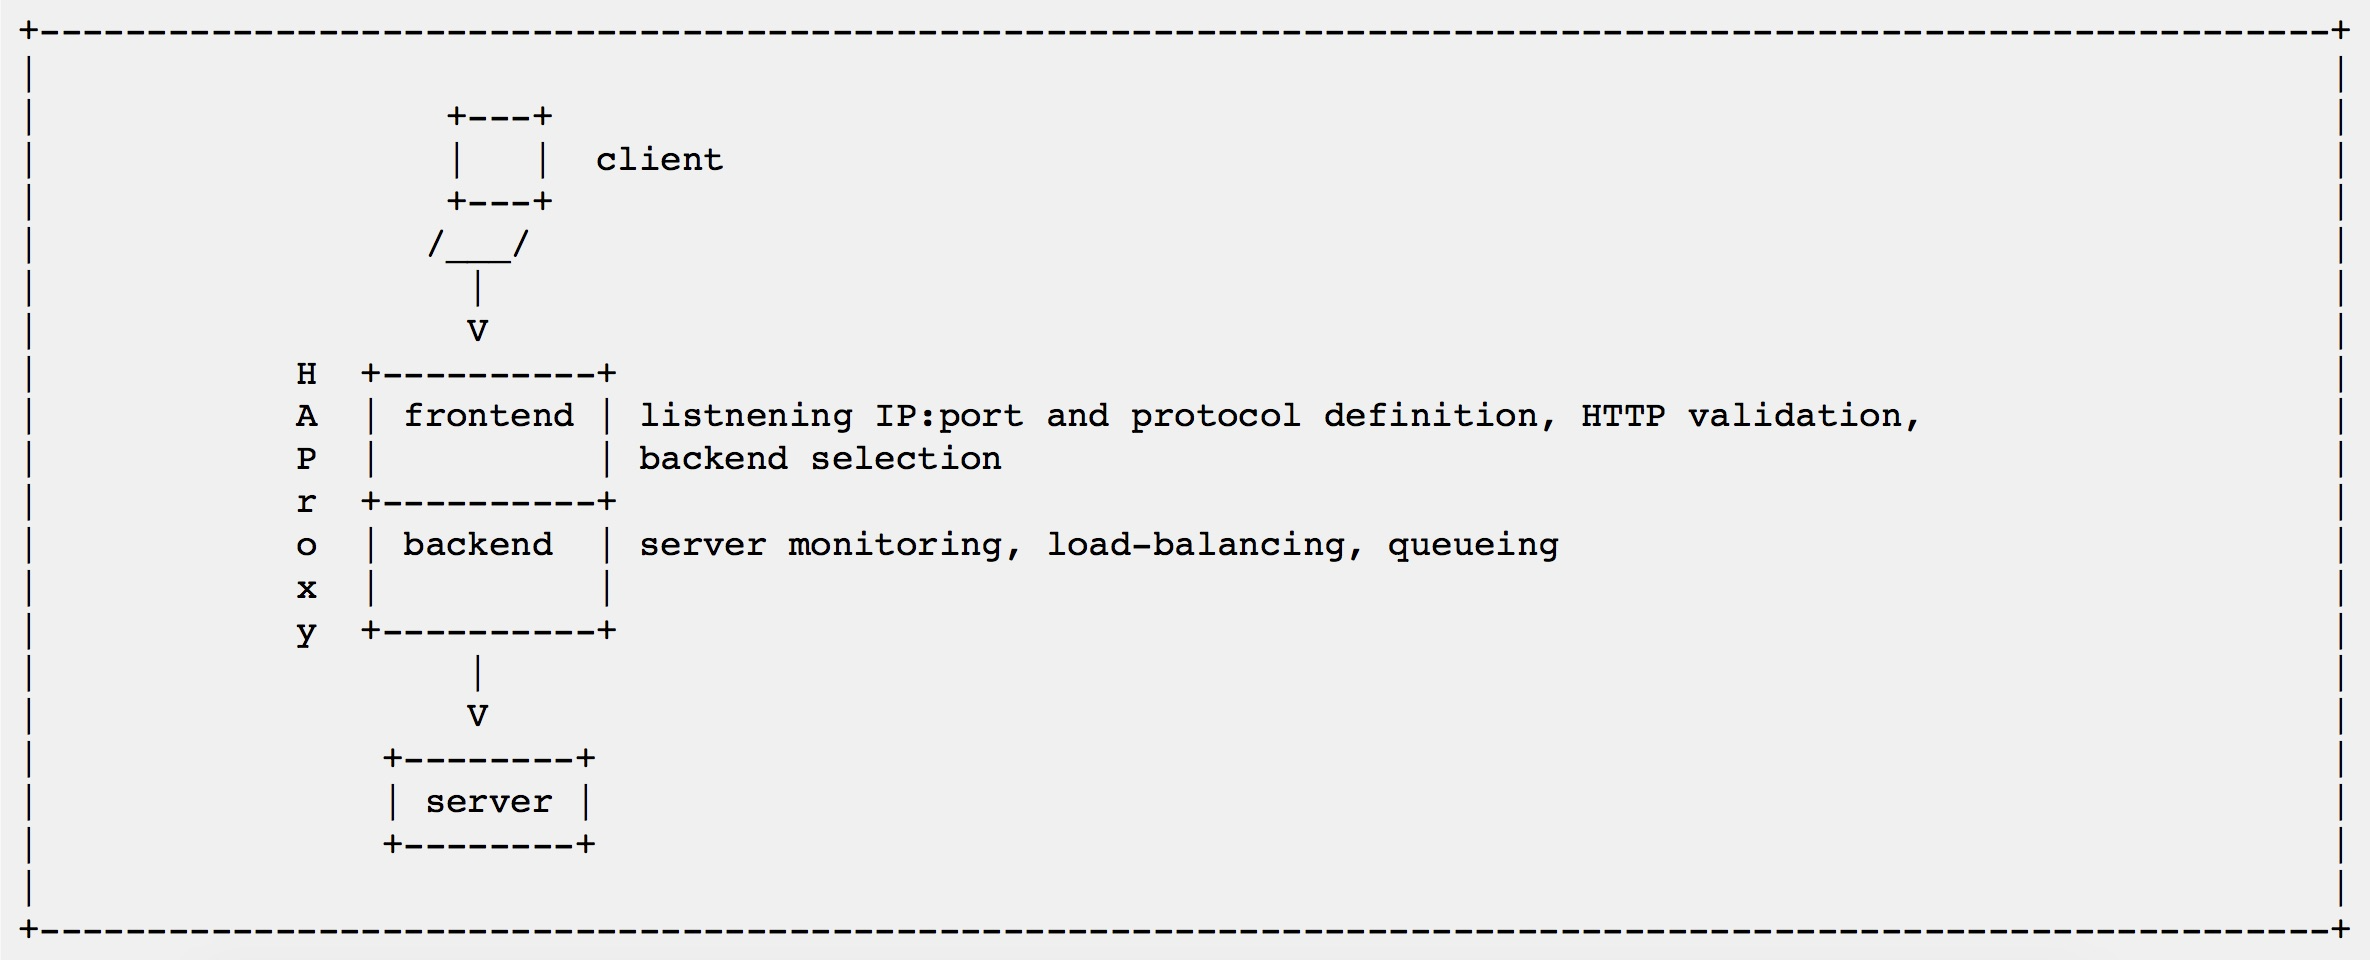 client
H
A frontend listnening IP:port and protocol definition, HTTP validation,
P backend selection
r
o backend server monitoring, load-balancing, queueing
x
y
server